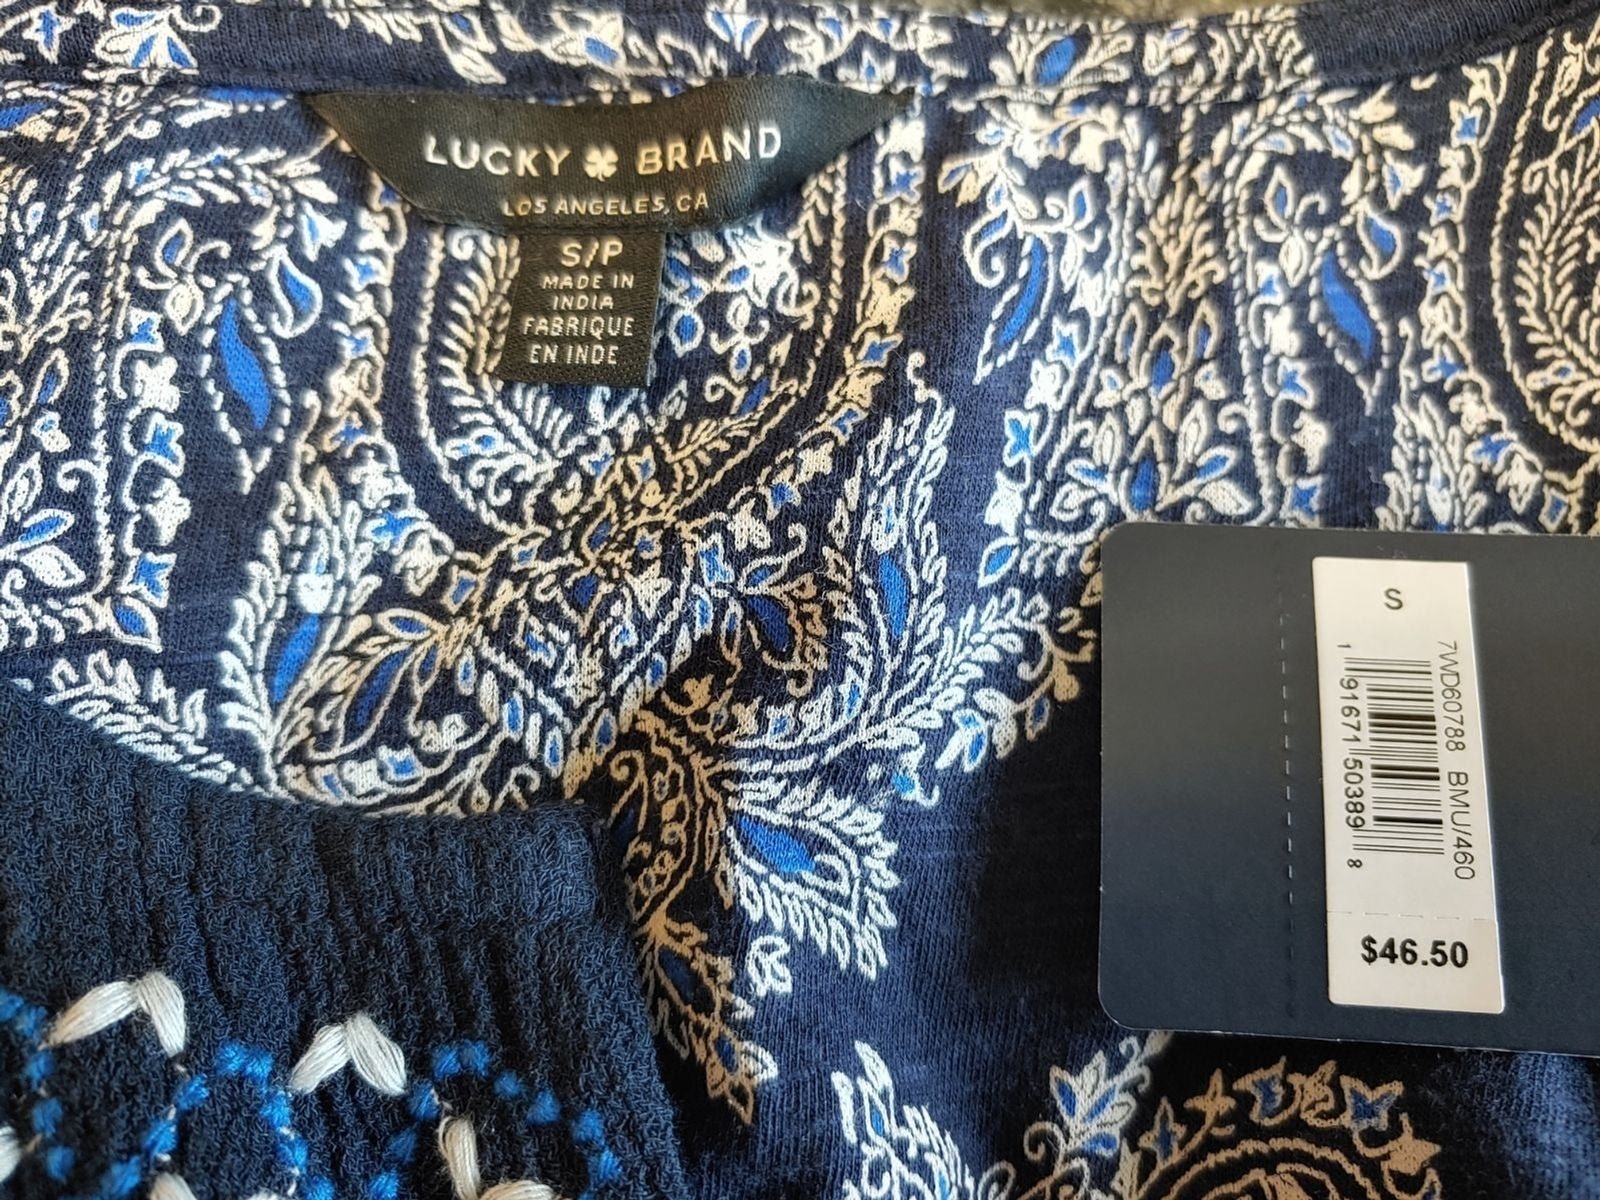 LUCKY BRAND
LOS ANGELES, CA
S/P
MADE IN
INDIA
FABRIQUE
EN INDE
S
7WD60788 BMU/460
1 91671 50389 8
$46.50